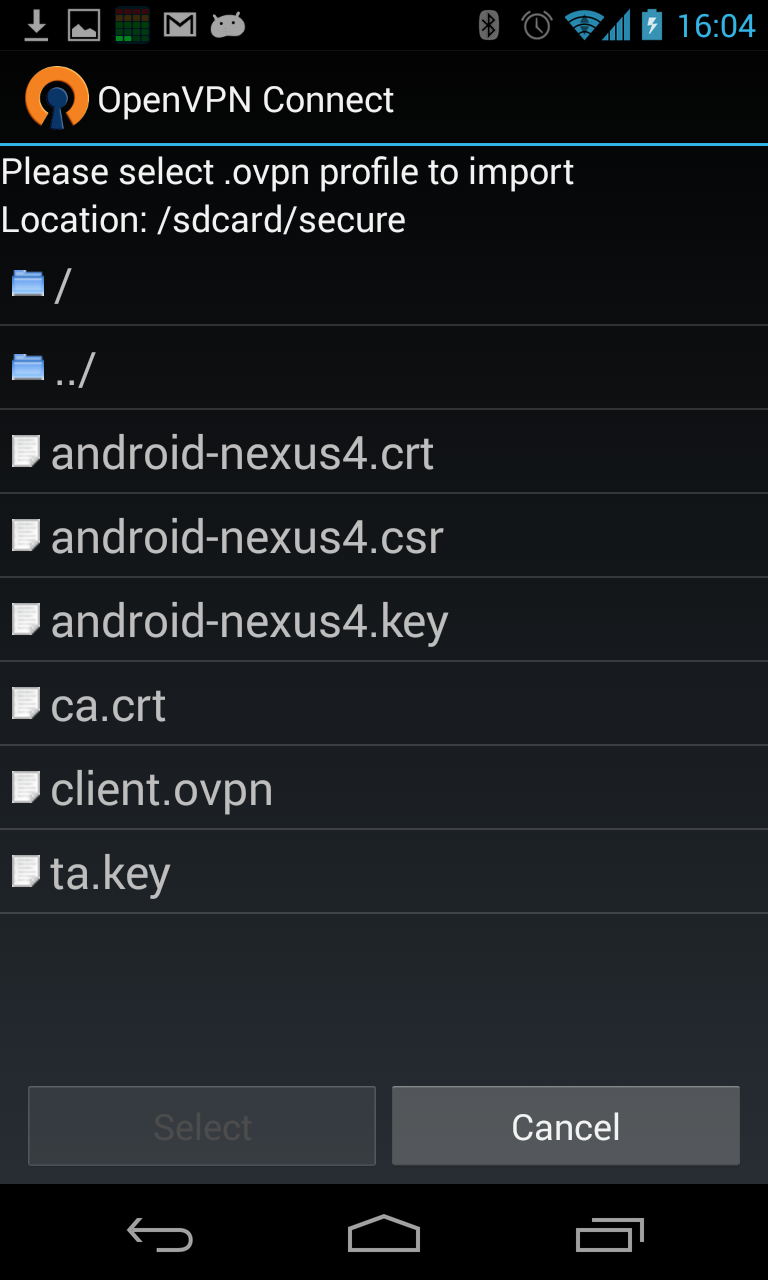 16:04
OpenVPN Connect
Please select .ovpn profile to import
Location: /sdcard/secure
/
../
android-nexus4.crt
android-nexus4.csr
android-nexus4.key
ca.crt
client.ovpn
ta.key
Select
Cancel